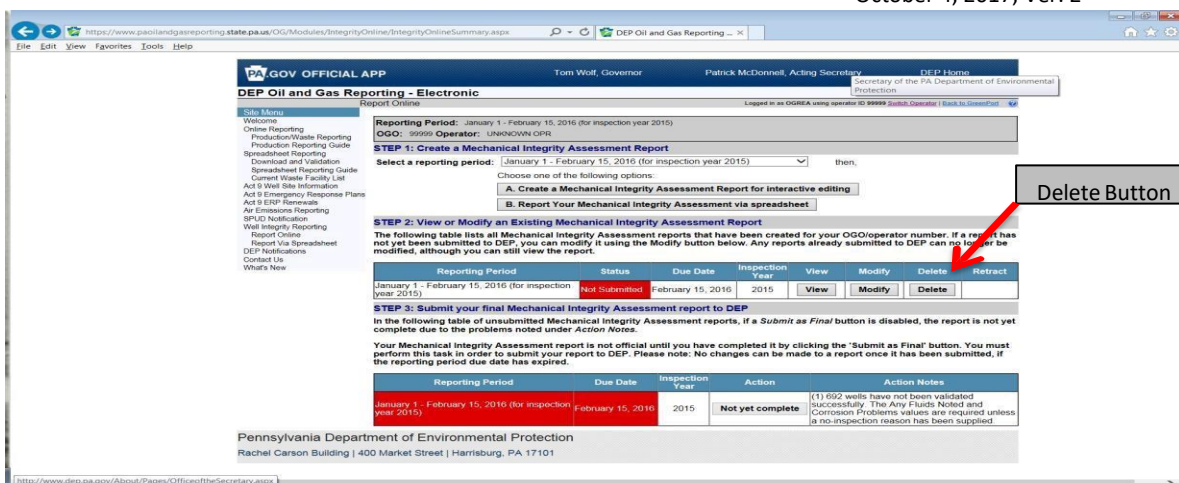 October 4, 2017, Ver. 2
https://www.paoilandgasreporting.state.pa.us/OG/Modules/IntegrityOnline/IntegrityOnlineSummary.aspx
DEP Oil and Gas Reporting ...
File Edit View Favorites Tools Help
PA.GOV OFFICIAL APP
Tom Wolf, Governor
Patrick McDonnell, Acting Secretary
DEP Home
Secretary of the PA Department of Environmental
Protection
DEP Oil and Gas Reporting - Electronic
Report Online
Logged in as OGREA using operator ID 99999 Switch Operator | Back to GreenPort
Site Menu
Welcome
Online Reporting
Production/Waste Reporting
Production Reporting Guide
Spreadsheet Reporting
Download and Validation
Spreadsheet Reporting Guide
Current Waste Facility List
Act 9 Well Site Information
Act 9 Emergency Response Plans
Act 9 ERP Renewals
Air Emissions Reporting
SPUD Notification
Well Integrity Reporting
Report Online
Report Via Spreadsheet
DEP Notifications
Contact Us
What's New
Reporting Period: January 1 - February 15, 2016 (for inspection year 2015)
OGO: 99999 Operator: UNKNOWN OPR
STEP 1: Create a Mechanical Integrity Assessment Report
Select a reporting period: January 1 - February 15, 2016 (for inspection year 2015) then,
Choose one of the following options:
A. Create a Mechanical Integrity Assessment Report for interactive editing
B. Report Your Mechanical Integrity Assessment via spreadsheet
Delete Button
STEP 2: View or Modify an Existing Mechanical Integrity Assessment Report
The following table lists all Mechanical Integrity Assessment reports that have been created for your OGO/operator number. If a report has
not yet been submitted to DEP, you can modify it using the Modify button below. Any reports already submitted to DEP can no longer be
modified, although you can still view the report.
Reporting Period Status Due Date Inspection Year View Modify Delete Retract
January 1 - February 15, 2016 (for inspection
year 2015) Not Submitted February 15, 2016 2015 View Modify Delete
STEP 3: Submit your final Mechanical Integrity Assessment report to DEP
In the following table of unsubmitted Mechanical Integrity Assessment reports, if a Submit as Final button is disabled, the report is not yet
complete due to the problems noted under Action Notes.
Your Mechanical Integrity Assessment report is not official until you have completed it by clicking the 'Submit as Final' button. You must
perform this task in order to submit your report to DEP. Please note: No changes can be made to a report once it has been submitted, if
the reporting period due date has expired.
Reporting Period Due Date Inspection Year Action Action Notes
January 1 - February 15, 2016 (for inspection
year 2015) February 15, 2016 2015 Not yet complete
(1) 692 wells have not been validated
successfully. The Any Fluids Noted and
Corrosion Problems values are required unless
a no-inspection reason has been supplied.
Pennsylvania Department of Environmental Protection
Rachel Carson Building | 400 Market Street | Harrisburg, PA 17101
http://www.dep.pa.gov/About/Pages/OfficeoftheSecretary.aspx